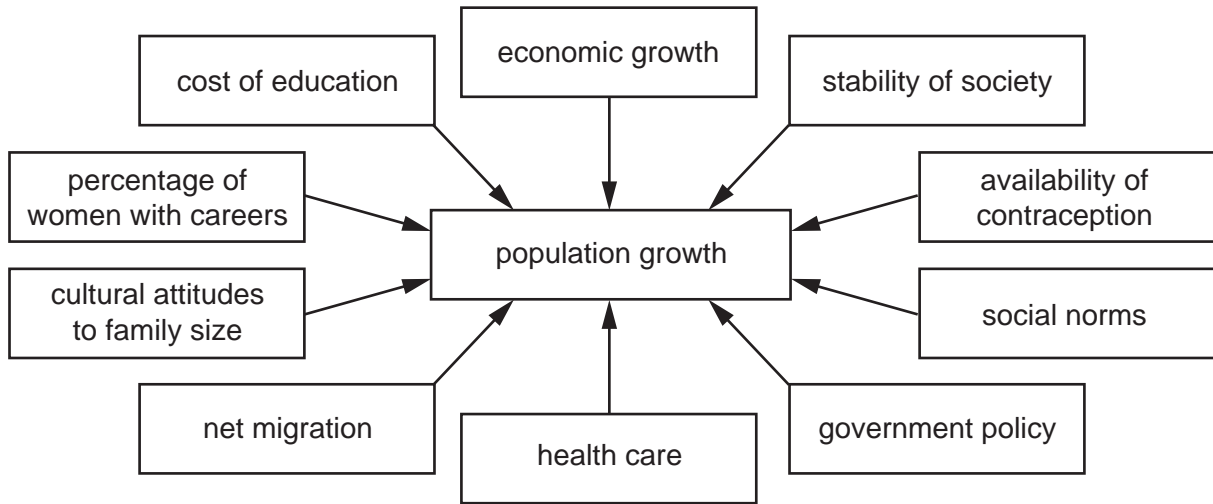 economic growth
cost of education
stability of society
percentage of
women with careers
availability of
contraception
population growth
cultural attitudes
to family size
social norms
net migration
health care
government policy